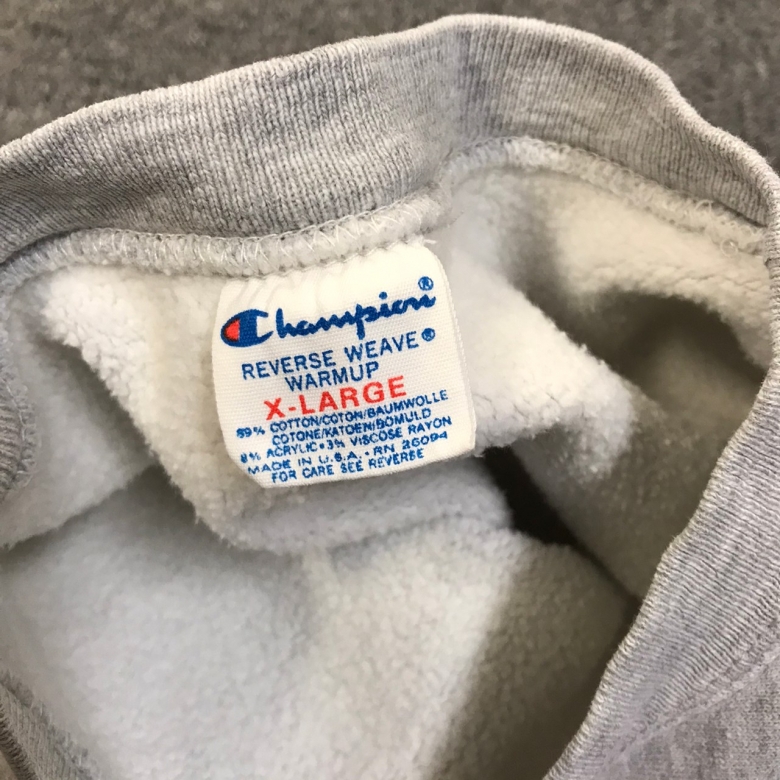 Champion®
REVERSE WEAVE®
WARMUP
X-LARGE
89% COTTON/COTON/BAUMWOLLE
COTONE/KATOEN/BOMULD
8% ACRYLIC • 3% VISCOSE RAYON
MADE IN U.S.A. • RN 26094
FOR CARE SEE REVERSE